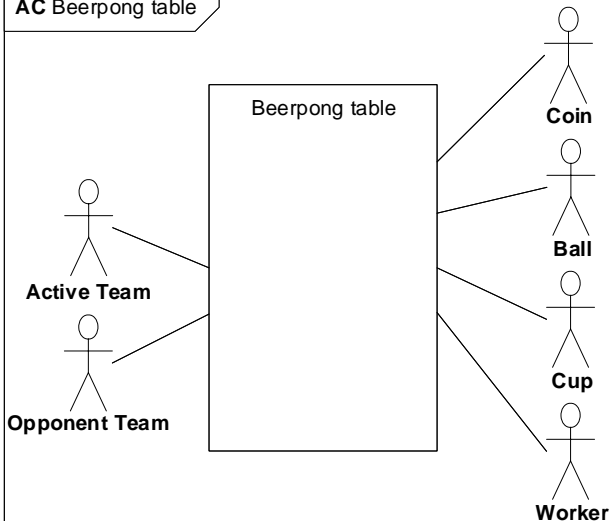 AC Beerpong table
Beerpong table
Coin
Ball
Active Team
Cup
Opponent Team
Worker